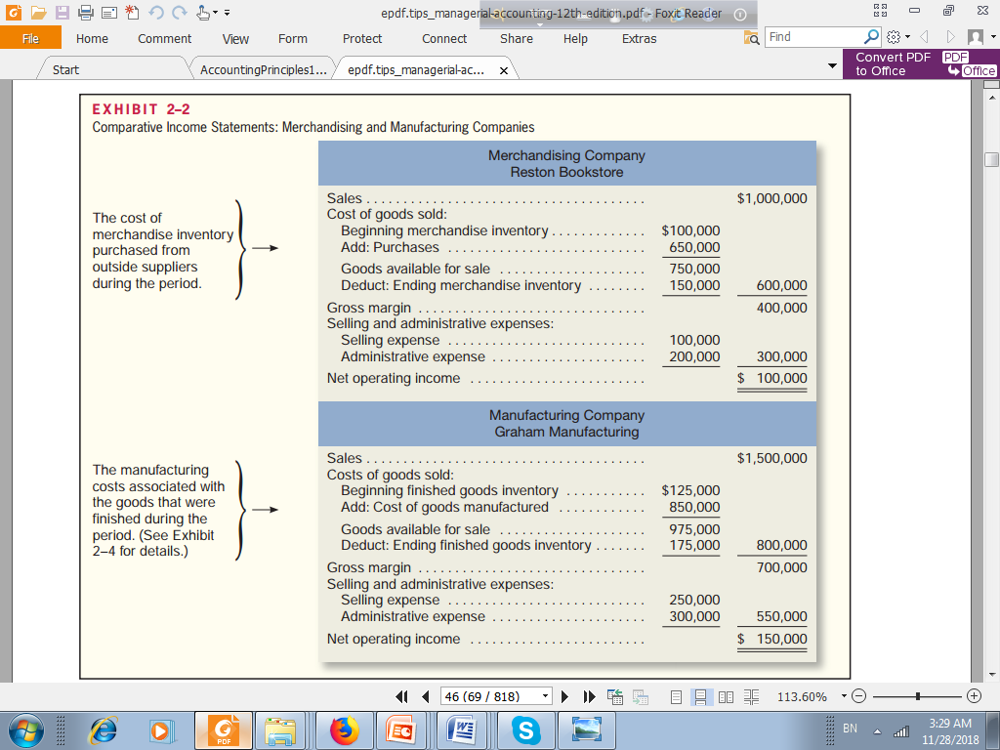 epdf.tips_managerial-accounting-12th-edition.pdf - Foxit Reader
File Home Comment View Form Protect Connect Share Help Extras Find
Start AccountingPrinciples1... epdf.tips_managerial-ac... x
Convert PDF to Office PDF Office
EXHIBIT 2–2
Comparative Income Statements: Merchandising and Manufacturing Companies
Merchandising Company
Reston Bookstore
The cost of
merchandise inventory
purchased from
outside suppliers
during the period.
Sales . . . . . . . . . . . . . . . . . . . . . . . . . . . . . . . . . . . $1,000,000
Cost of goods sold:
Beginning merchandise inventory . . . . . . . . . . . . . $100,000
Add: Purchases . . . . . . . . . . . . . . . . . . . . . . . . . 650,000
Goods available for sale . . . . . . . . . . . . . . . . . . . 750,000
Deduct: Ending merchandise inventory . . . . . . . . 150,000 600,000
Gross margin . . . . . . . . . . . . . . . . . . . . . . . . . . . . . 400,000
Selling and administrative expenses:
Selling expense . . . . . . . . . . . . . . . . . . . . . . . . . 100,000
Administrative expense . . . . . . . . . . . . . . . . . . . . 200,000 300,000
Net operating income . . . . . . . . . . . . . . . . . . . . . . $ 100,000
Manufacturing Company
Graham Manufacturing
The manufacturing
costs associated with
the goods that were
finished during the
period. (See Exhibit
2–4 for details.)
Sales . . . . . . . . . . . . . . . . . . . . . . . . . . . . . . . . . . . $1,500,000
Costs of goods sold:
Beginning finished goods inventory . . . . . . . . . . . $125,000
Add: Cost of goods manufactured . . . . . . . . . . . . 850,000
Goods available for sale . . . . . . . . . . . . . . . . . . . 975,000
Deduct: Ending finished goods inventory . . . . . . . 175,000 800,000
Gross margin . . . . . . . . . . . . . . . . . . . . . . . . . . . . . 700,000
Selling and administrative expenses:
Selling expense . . . . . . . . . . . . . . . . . . . . . . . . . 250,000
Administrative expense . . . . . . . . . . . . . . . . . . . . 300,000 550,000
Net operating income . . . . . . . . . . . . . . . . . . . . . . $ 150,000
46 (69 / 818) 113.60%
BN 3:29 AM
11/28/2018